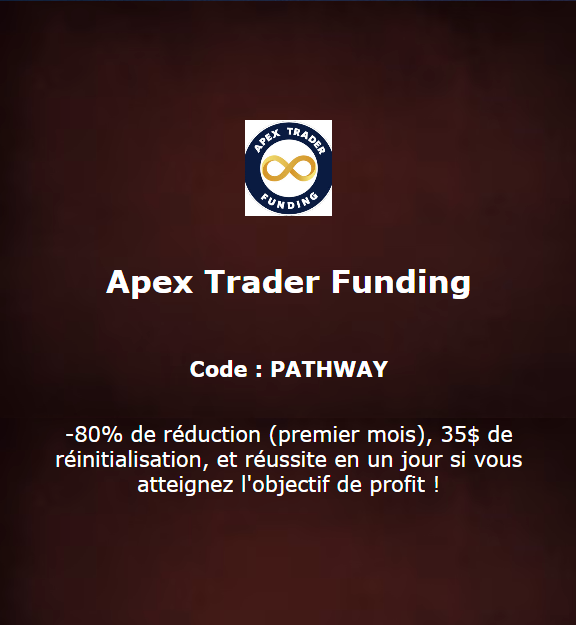 APEX TRADER
FUNDING
Apex Trader Funding
Code : PATHWAY
-80% de réduction (premier mois), 35$ de
réinitialisation, et réussite en un jour si vous
atteignez l'objectif de profit !